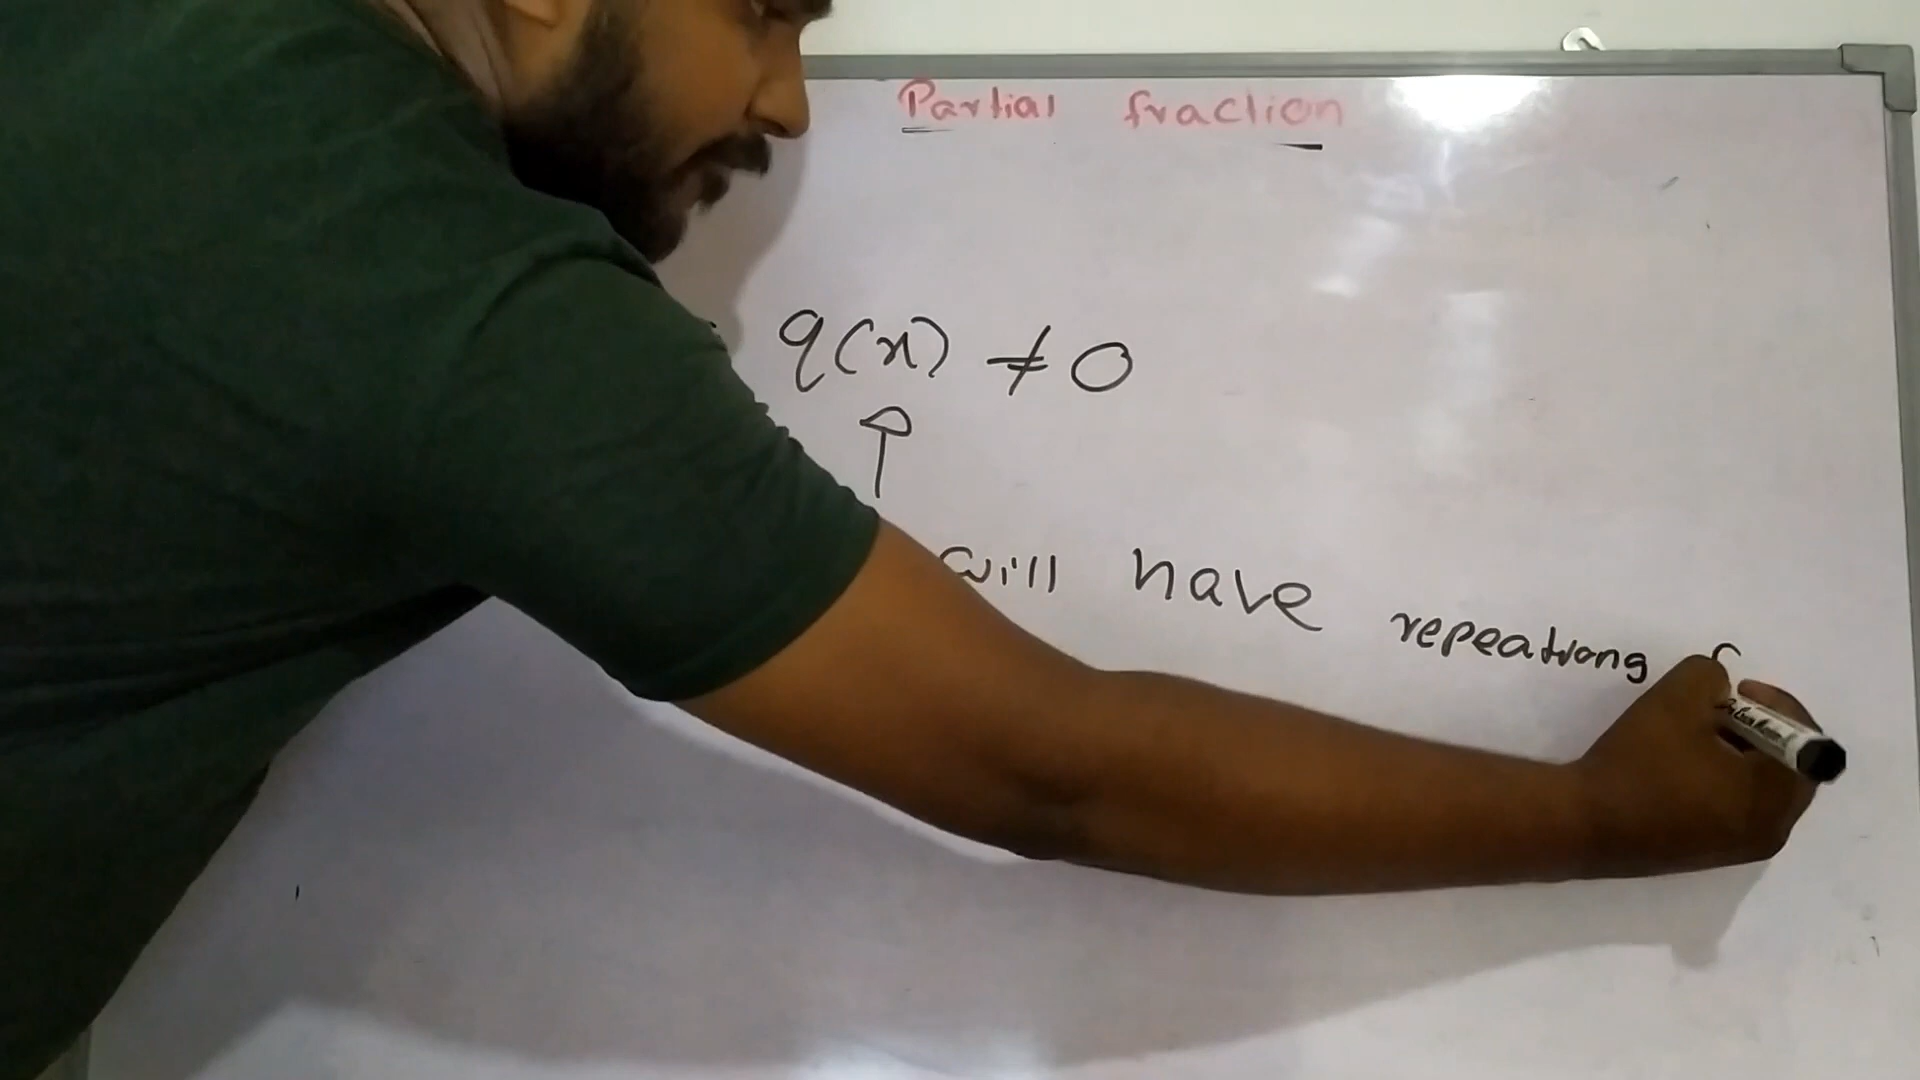 Partial fraction
q(x) ≠ 0
will have repeating